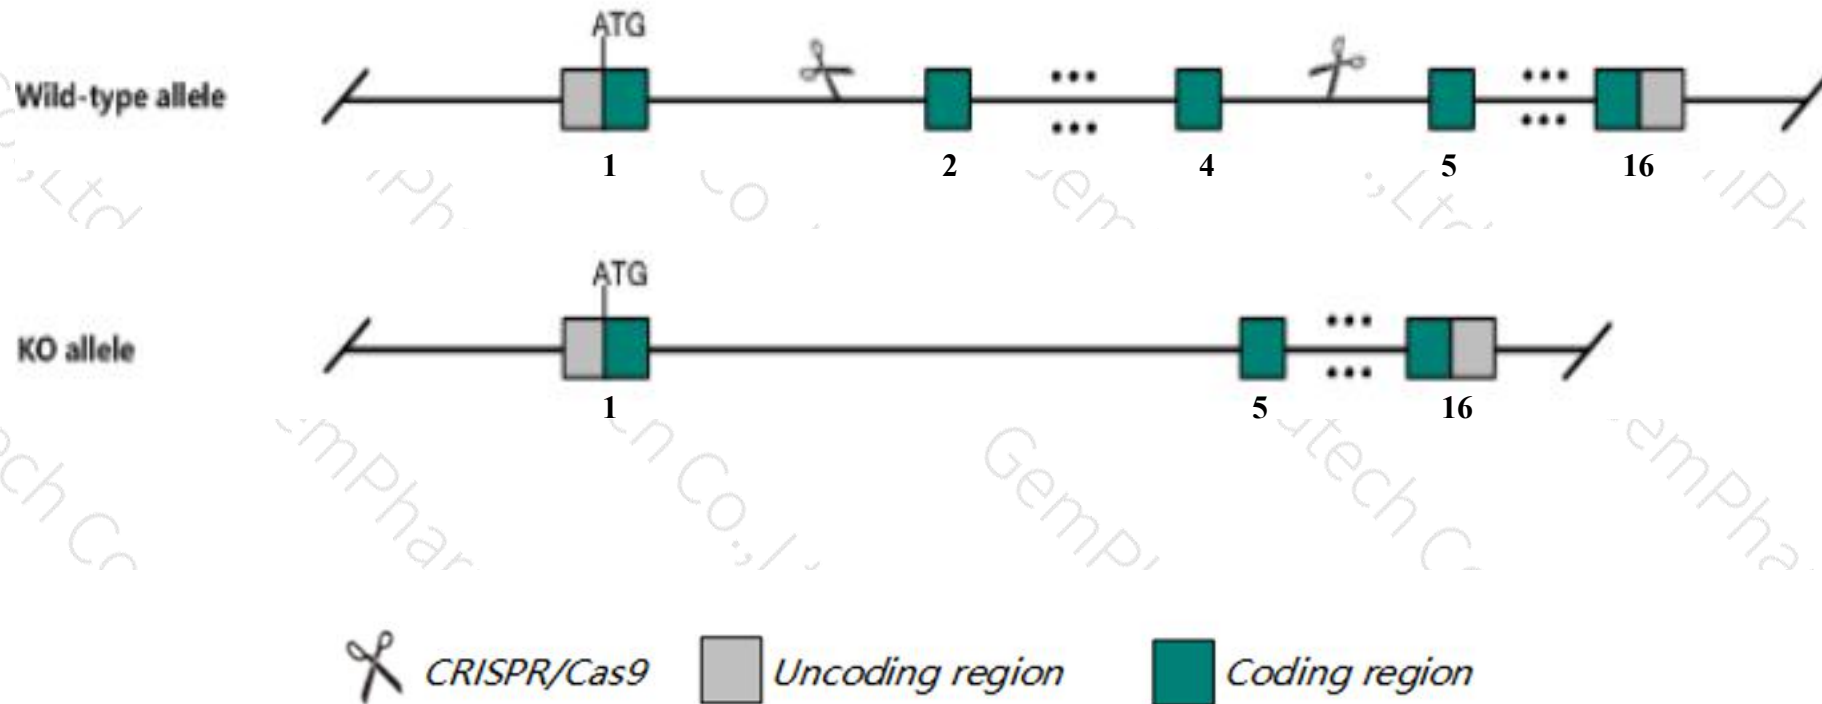 ATG
Wild-type allele
1 2 4 5 16
ATG
KO allele
1 5 16
CRISPR/Cas9 Uncoding region Coding region